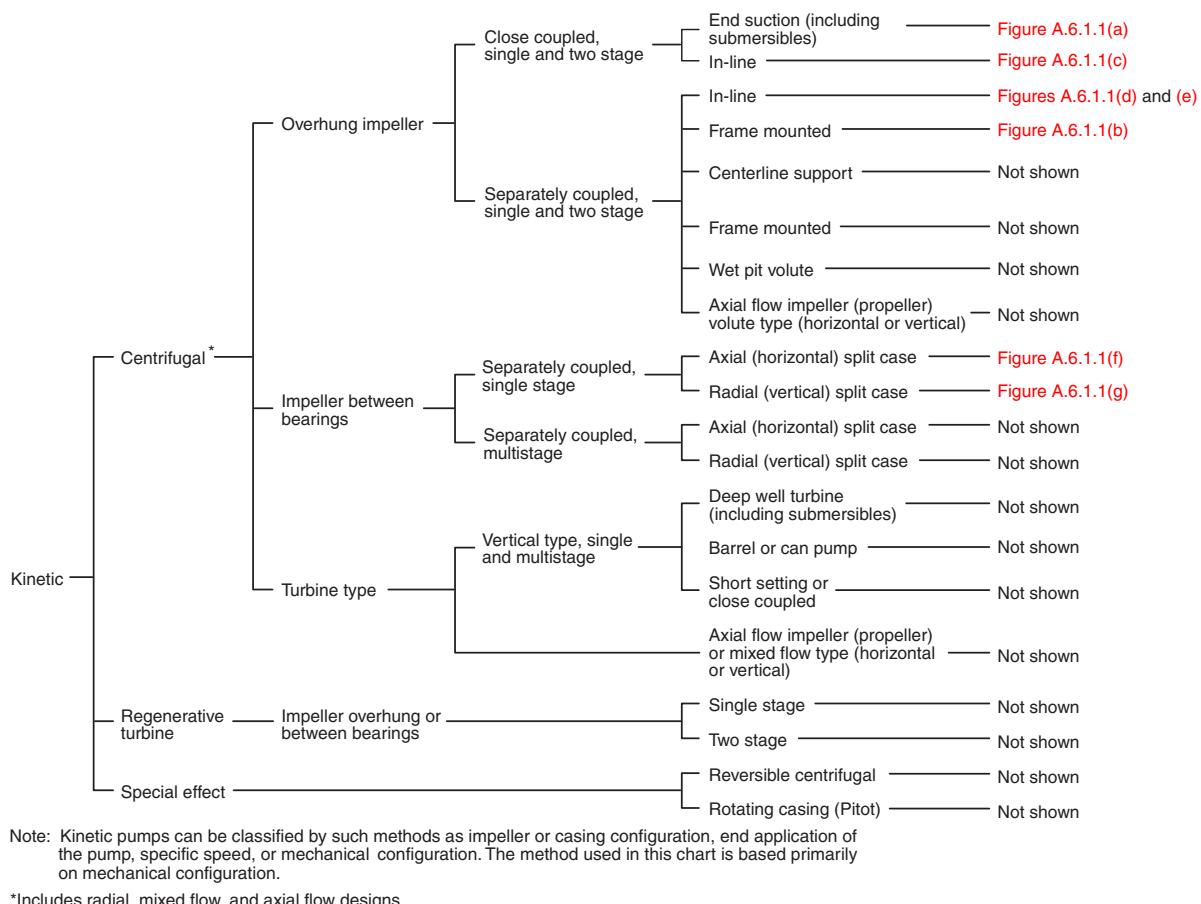 End suction (including
submersibles)
Figure A.6.1.1(a)
Close coupled,
single and two stage
In-line
Figure A.6.1.1(c)
In-line
Figures A.6.1.1(d) and (e)
Overhung impeller
Frame mounted
Figure A.6.1.1(b)
Centerline support
Not shown
Separately coupled,
single and two stage
Frame mounted
Not shown
Wet pit volute
Not shown
Axial flow impeller (propeller)
volute type (horizontal or vertical)
Not shown
Centrifugal*
Axial (horizontal) split case
Figure A.6.1.1(f)
Separately coupled,
single stage
Radial (vertical) split case
Figure A.6.1.1(g)
Impeller between
bearings
Axial (horizontal) split case
Not shown
Separately coupled,
multistage
Radial (vertical) split case
Not shown
Deep well turbine
(including submersibles)
Not shown
Vertical type, single
and multistage
Barrel or can pump
Not shown
Kinetic
Turbine type
Short setting or
close coupled
Not shown
Axial flow impeller (propeller)
or mixed flow type (horizontal
or vertical)
Not shown
Regenerative
turbine
Impeller overhung or
between bearings
Single stage
Not shown
Two stage
Not shown
Special effect
Reversible centrifugal
Not shown
Rotating casing (Pitot)
Not shown
Note: Kinetic pumps can be classified by such methods as impeller or casing configuration, end application of
the pump, specific speed, or mechanical configuration. The method used in this chart is based primarily
on mechanical configuration.
*Includes radial, mixed flow, and axial flow designs